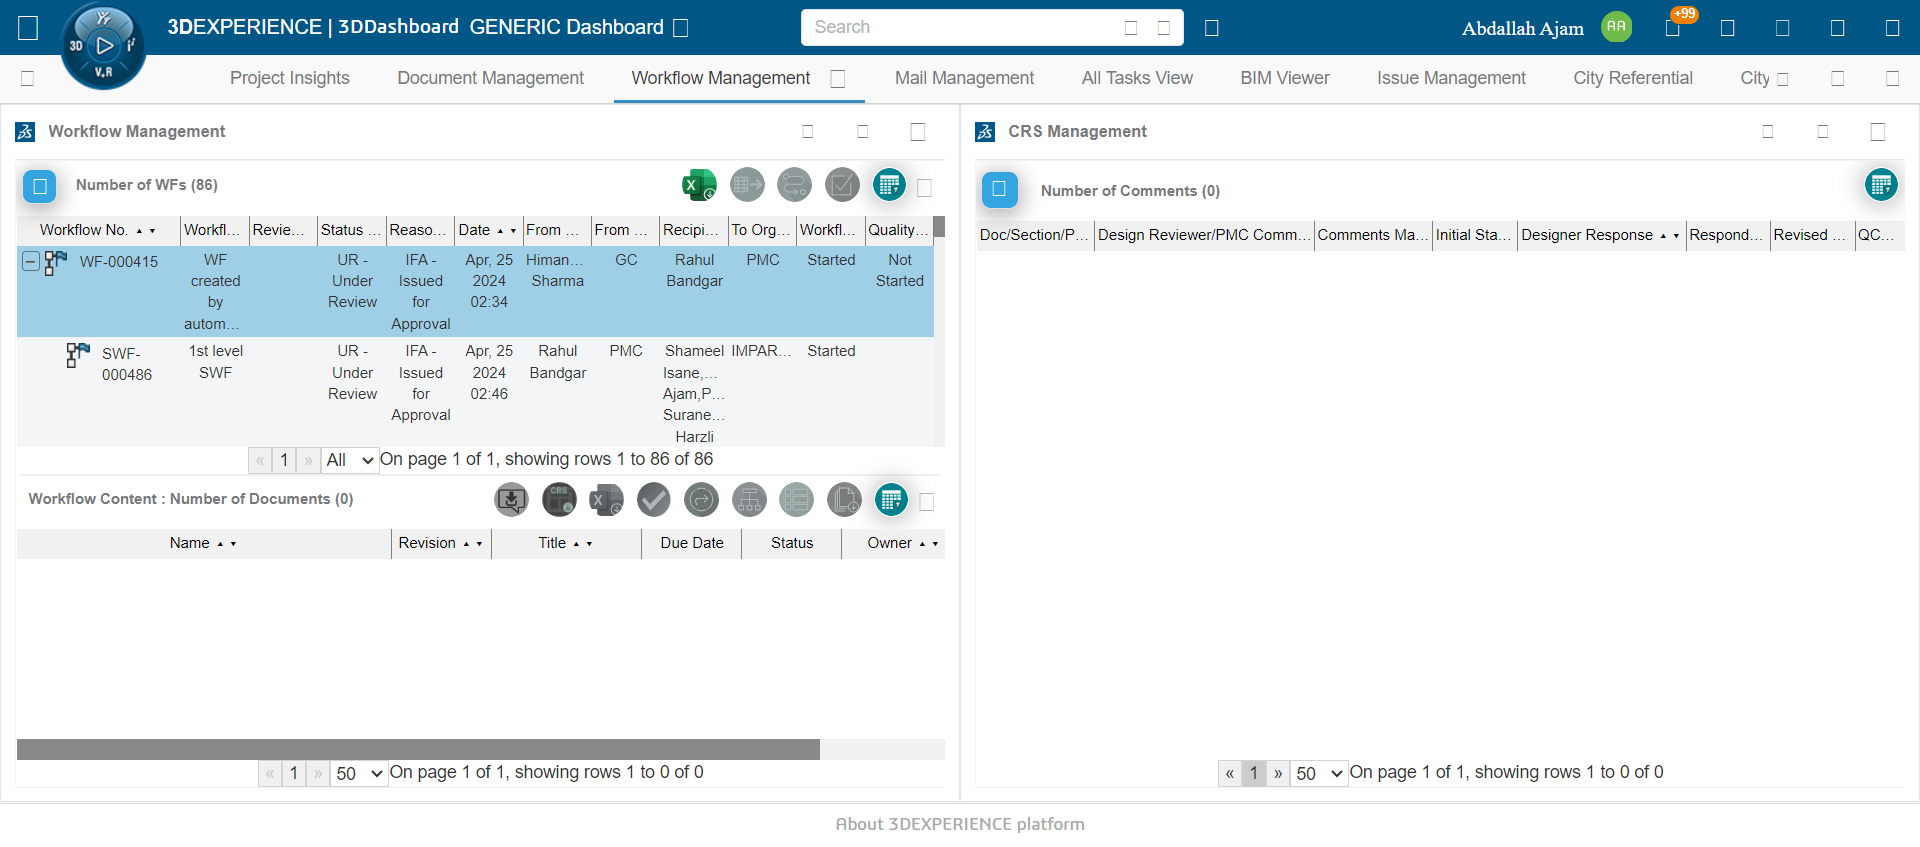 3DEXPERIENCE | 3DDashboard GENERIC Dashboard
Search
Abdallah Ajam AA +99
3D i² V.R
Project Insights Document Management Workflow Management Mail Management All Tasks View BIM Viewer Issue Management City Referential City
Workflow Management
Number of WFs (86)
Workflow No. Workfl... Revie... Status ... Reaso... Date From ... From ... Recipi... To Org... Workfl... Quality...
WF-000415 WF created by autom... UR - Under Review IFA - Issued for Approval Apr, 25 2024 02:34 Himan... Sharma GC Rahul Bandgar PMC Started Not Started
SWF-000486 1st level SWF UR - Under Review IFA - Issued for Approval Apr, 25 2024 02:46 Rahul Bandgar PMC Shameel Isane,... Ajam,P... Surane... Harzli IMPAR... Started
« 1 » All On page 1 of 1, showing rows 1 to 86 of 86
Workflow Content : Number of Documents (0)
CRS
Name Revision Title Due Date Status Owner
« 1 » 50 On page 1 of 1, showing rows 1 to 0 of 0
CRS Management
Number of Comments (0)
Doc/Section/P... Design Reviewer/PMC Comm... Comments Ma... Initial Sta... Designer Response Respond... Revised ... QC...
« 1 » 50 On page 1 of 1, showing rows 1 to 0 of 0
About 3DEXPERIENCE platform